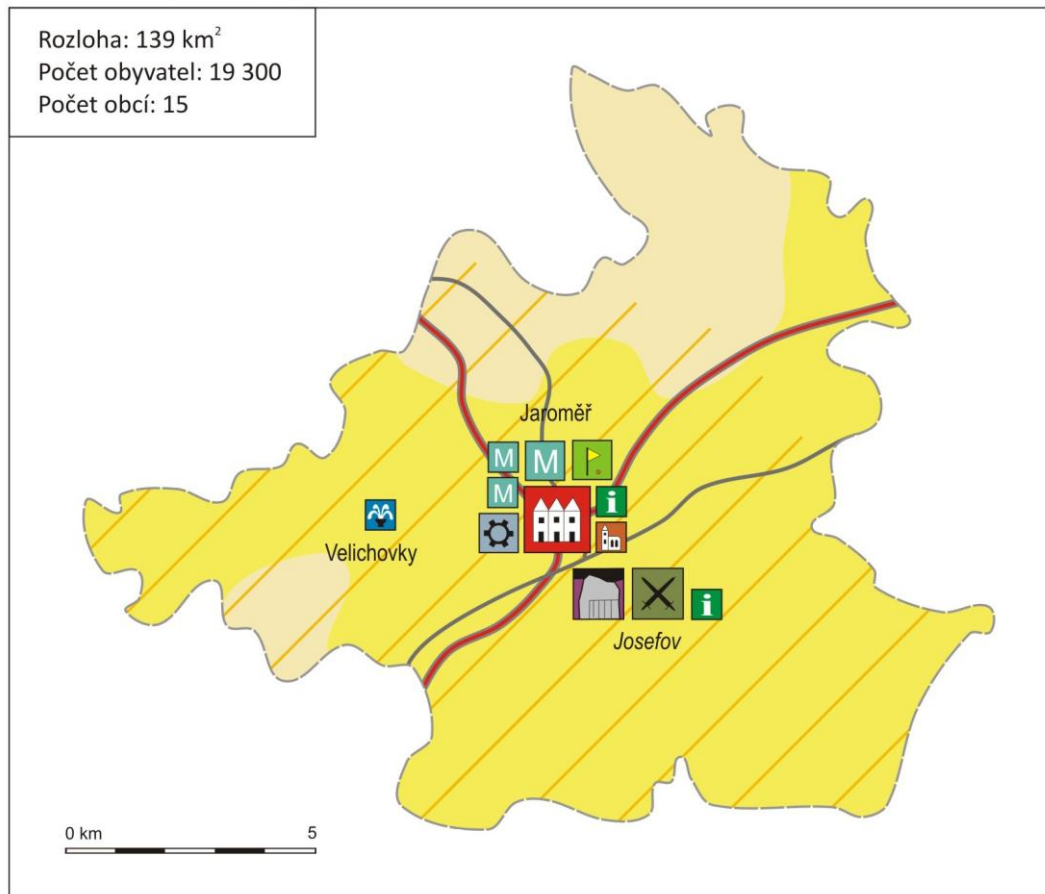 Rozloha: 139 km²
Počet obyvatel: 19 300
Počet obcí: 15
Jaroměř
M M
M
i
Velichovky
i
Josefov
0 km 5